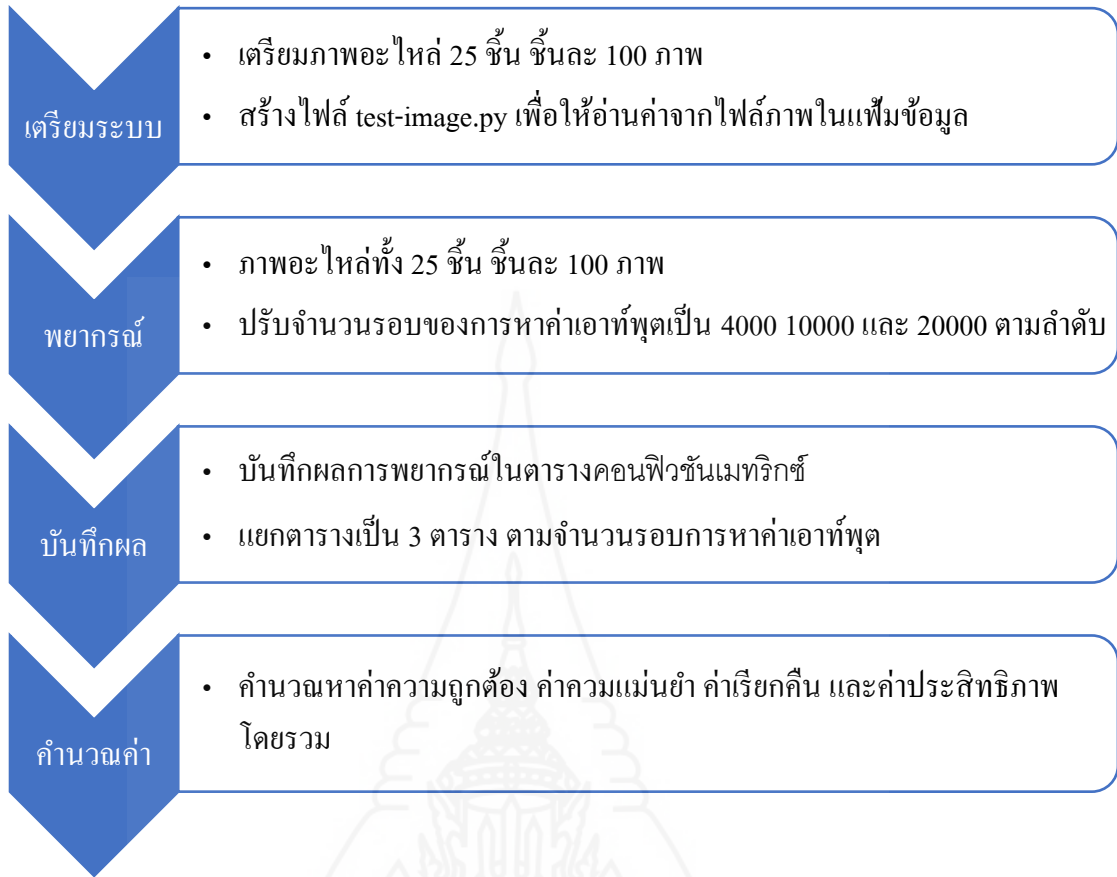 เตรียมระบบ
• เตรียมภาพอะไหล่ 25 ชิ้น ชิ้นละ 100 ภาพ
• สร้างไฟล์ test-image.py เพื่อให้อ่านค่าจากไฟล์ภาพในแฟ้มข้อมูล
พยากรณ์
• ภาพอะไหล่ทั้ง 25 ชิ้น ชิ้นละ 100 ภาพ
• ปรับจำนวนรอบของการหาค่าเอาท์พุตเป็น 4000 10000 และ 20000 ตามลำดับ
บันทึกผล
• บันทึกผลการพยากรณ์ในตารางคอนฟิวชันเมทริกซ์
• แยกตารางเป็น 3 ตาราง ตามจำนวนรอบการหาค่าเอาท์พุต
คำนวณค่า
• คำนวณหาค่าความถูกต้อง ค่าควมแม่นยำ ค่าเรียกคืน และค่าประสิทธิภาพ
โดยรวม